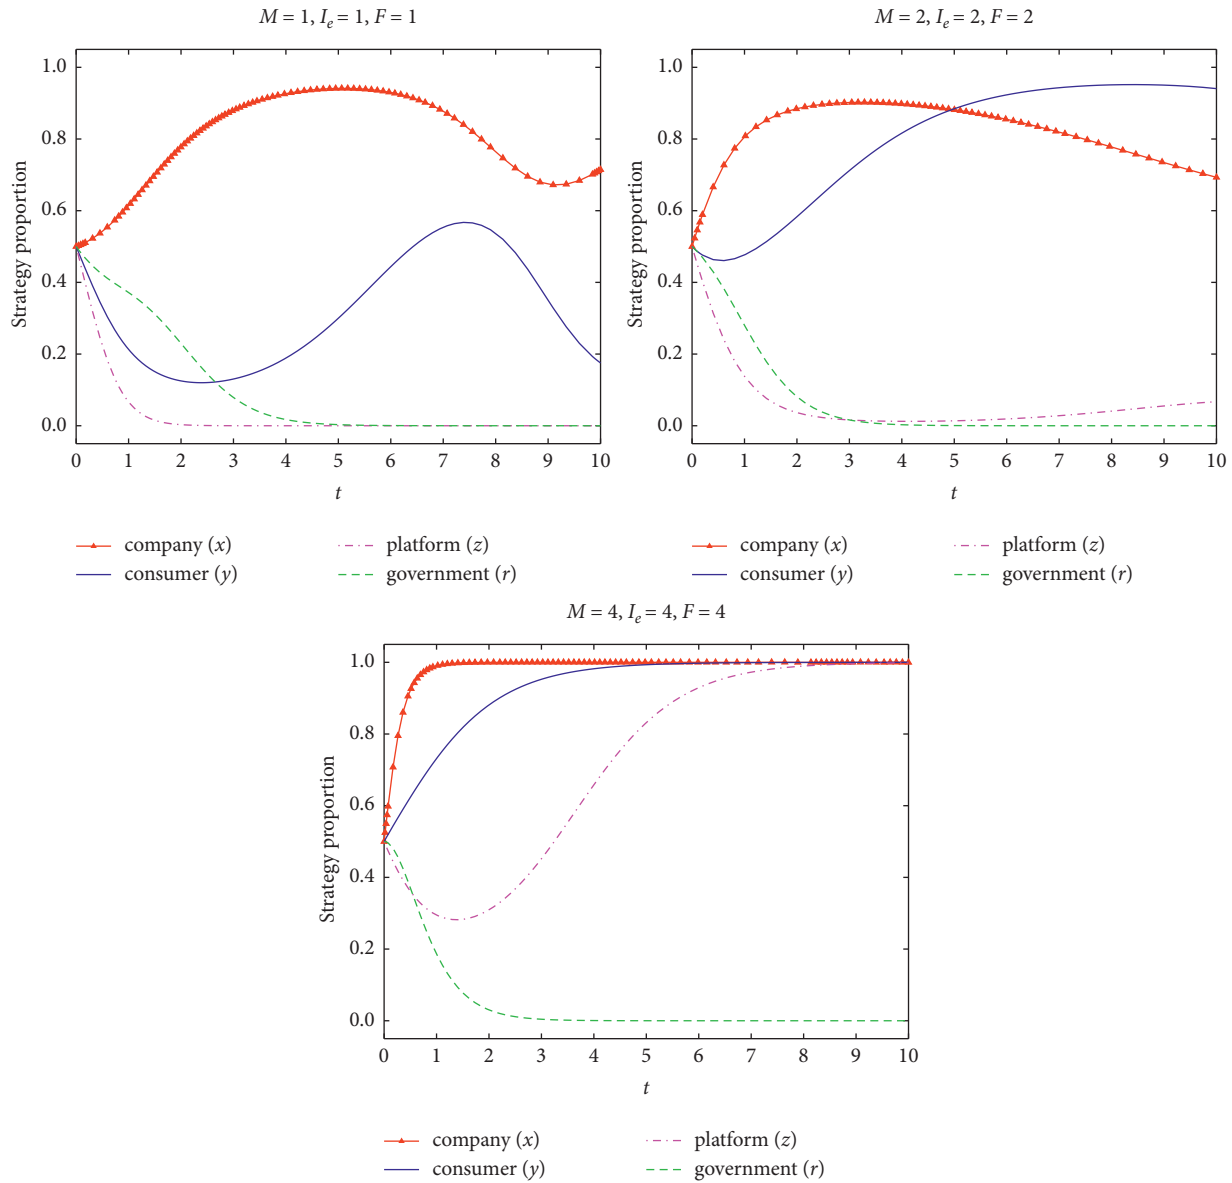 M = 1, Iₑ = 1, F = 1
1.0
0.8
0.6
0.4
0.2
0.0
Strategy proportion
0 1 2 3 4 5 6 7 8 9 10
t
company (x)
consumer (y)
platform (z)
government (r)
M = 2, Iₑ = 2, F = 2
1.0
0.8
0.6
0.4
0.2
0.0
Strategy proportion
0 1 2 3 4 5 6 7 8 9 10
t
company (x)
consumer (y)
platform (z)
government (r)
M = 4, Iₑ = 4, F = 4
1.0
0.8
0.6
0.4
0.2
0.0
Strategy proportion
0 1 2 3 4 5 6 7 8 9 10
t
company (x)
consumer (y)
platform (z)
government (r)